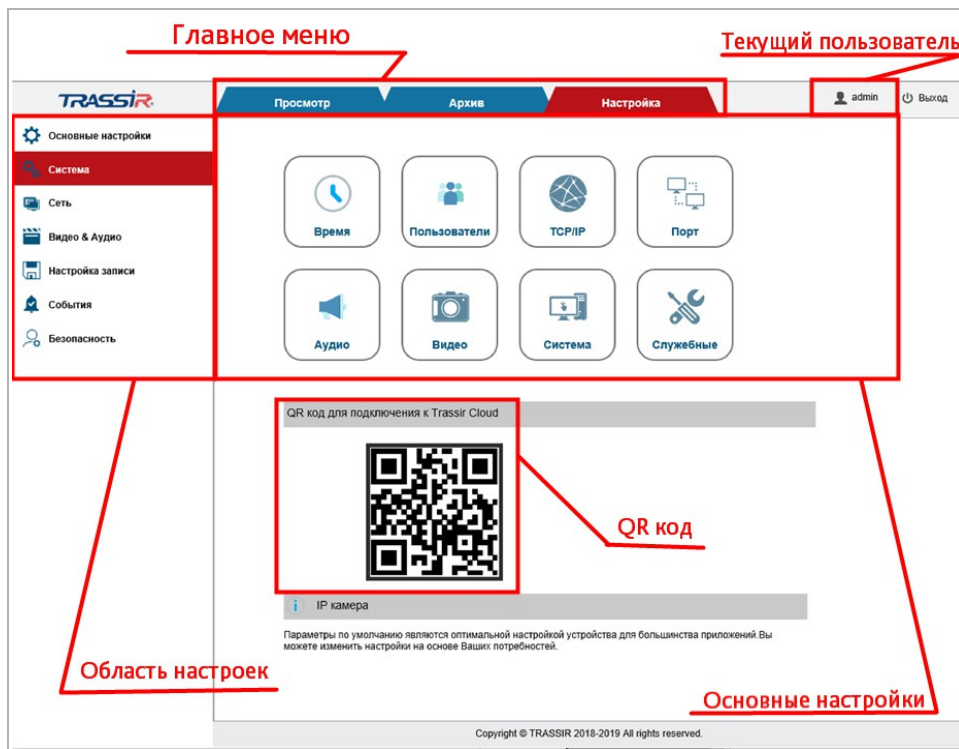 Главное меню
Текущий пользователь
TRASSIR
Просмотр
Архив
Настройка
admin
Выход
Основные настройки
Система
Сеть
Видео & Аудио
Настройка записи
События
Безопасность
Время
Пользователи
TCP/IP
Порт
Аудио
Видео
Система
Служебные
QR код для подключения к Trassir Cloud
QR код
IP камера
Параметры по умолчанию являются оптимальной настройкой устройства для большинства приложений.Вы
можете изменить настройки на основе Ваших потребностей.
Область настроек
Основные настройки
Copyright © TRASSIR 2018-2019 All rights reserved.